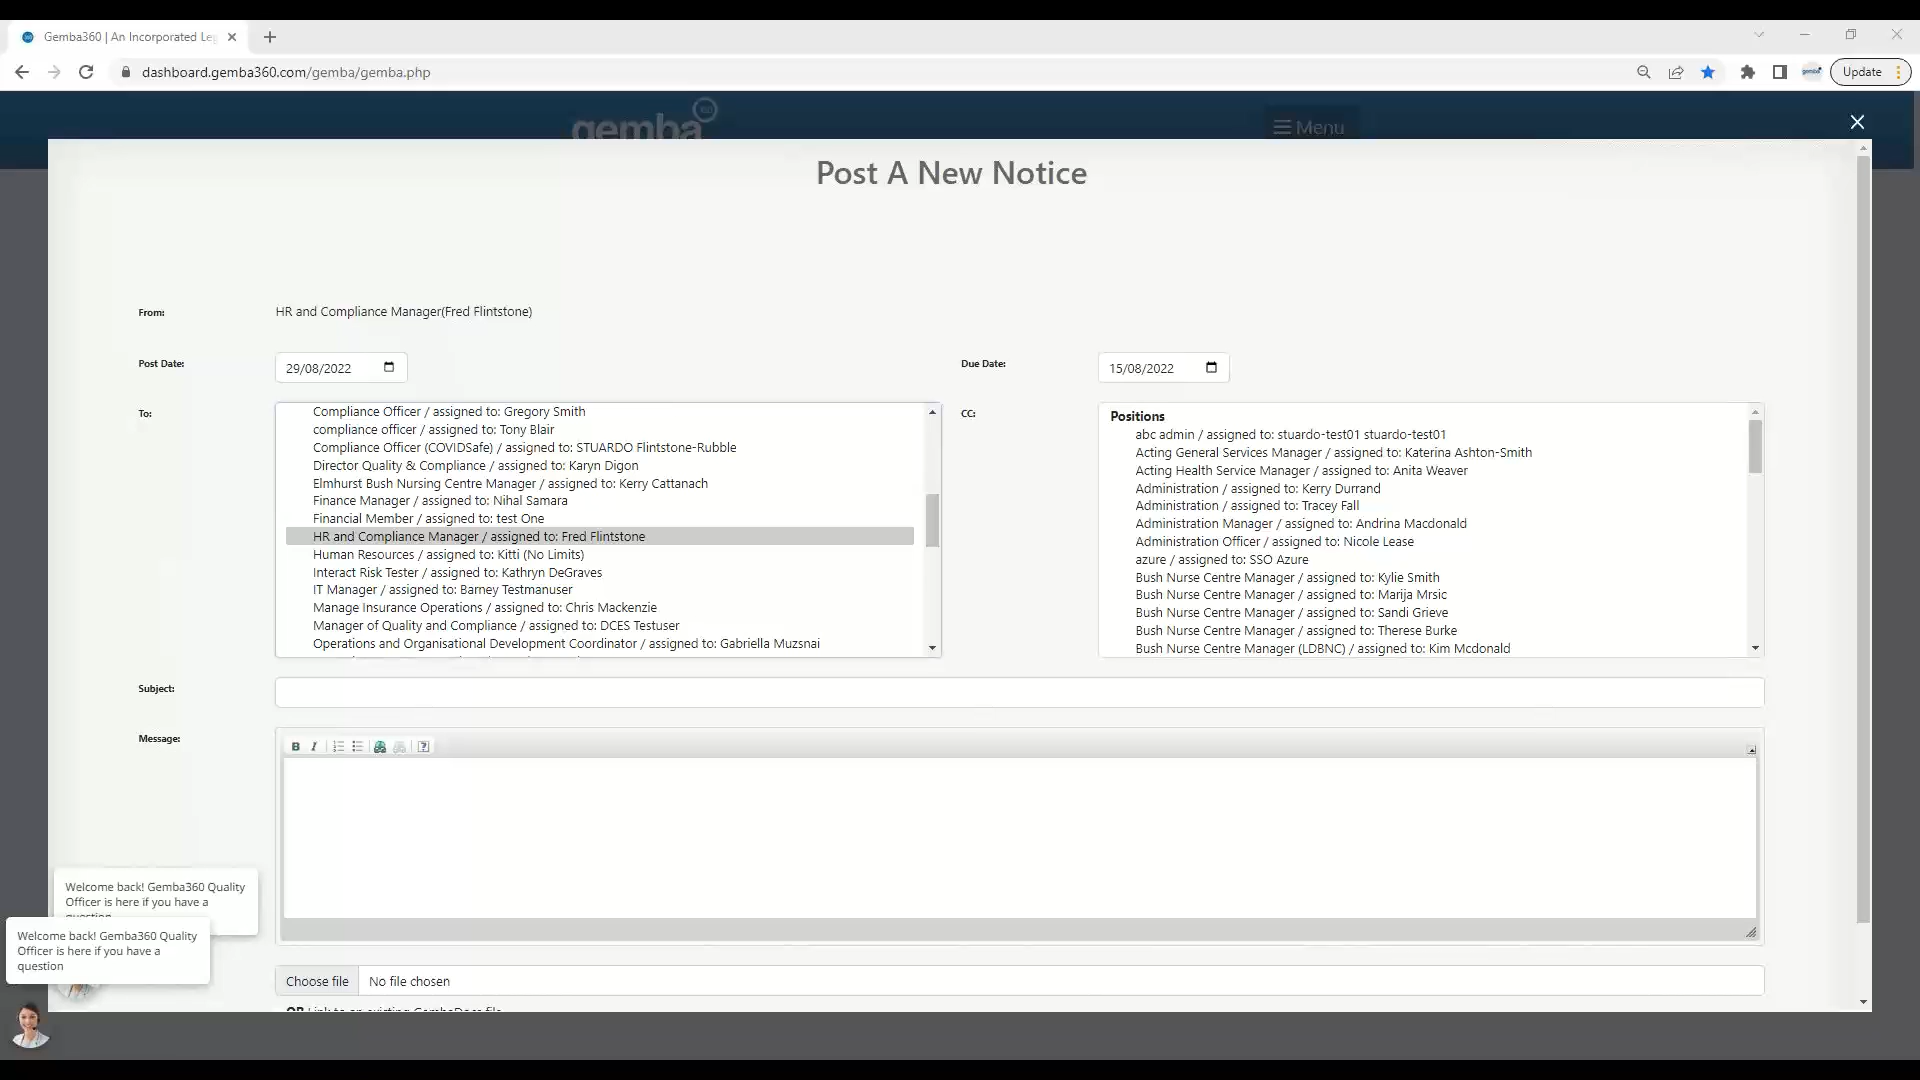 Gemba360 | An Incorporated Le
dashboard.gemba360.com/gemba/gemba.php
Update
gemba
360
Menu
Post A New Notice
From:
HR and Compliance Manager(Fred Flintstone)
Post Date:
29/08/2022
Due Date:
15/08/2022
To:
Compliance Officer / assigned to: Gregory Smith
compliance officer / assigned to: Tony Blair
Compliance Officer (COVIDSafe) / assigned to: STUARDO Flintstone-Rubble
Director Quality & Compliance / assigned to: Karyn Digon
Elmhurst Bush Nursing Centre Manager / assigned to: Kerry Cattanach
Finance Manager / assigned to: Nihal Samara
Financial Member / assigned to: test One
HR and Compliance Manager / assigned to: Fred Flintstone
Human Resources / assigned to: Kitti (No Limits)
Interact Risk Tester / assigned to: Kathryn DeGraves
IT Manager / assigned to: Barney Testmanuser
Manage Insurance Operations / assigned to: Chris Mackenzie
Manager of Quality and Compliance / assigned to: DCES Testuser
Operations and Organisational Development Coordinator / assigned to: Gabriella Muzsnai
CC:
Positions
abc admin / assigned to: stuardo-test01 stuardo-test01
Acting General Services Manager / assigned to: Katerina Ashton-Smith
Acting Health Service Manager / assigned to: Anita Weaver
Administration / assigned to: Kerry Durrand
Administration / assigned to: Tracey Fall
Administration Manager / assigned to: Andrina Macdonald
Administration Officer / assigned to: Nicole Lease
azure / assigned to: SSO Azure
Bush Nurse Centre Manager / assigned to: Kylie Smith
Bush Nurse Centre Manager / assigned to: Marija Mrsic
Bush Nurse Centre Manager / assigned to: Sandi Grieve
Bush Nurse Centre Manager / assigned to: Therese Burke
Bush Nurse Centre Manager (LDBNC) / assigned to: Kim Mcdonald
Subject:
Message:
B I
Welcome back! Gemba360 Quality
Officer is here if you have a
question
Welcome back! Gemba360 Quality
Officer is here if you have a
question
Choose file No file chosen
OR Link to an existing GembaDocs file